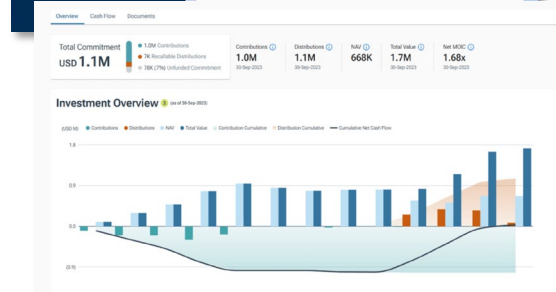 Overview Cash Flow Documents
Total Commitment
USD 1.1M
1.0M Contributions
7K Recallable Distributions
78K (7%) Unfunded Commitment
Contributions
1.0M
30-Sep-2023
Distributions
1.1M
30-Sep-2023
NAV
668K
30-Sep-2023
Total Value
1.7M
30-Sep-2023
Net MOIC
1.68x
30-Sep-2023
Investment Overview (as of 30-Sep-2023)
(USD M) Contributions Distributions NAV Total Value Contribution Cumulative Distribution Cumulative Cumulative Net Cash Flow
1.8
0.9
0.0
(0.9)